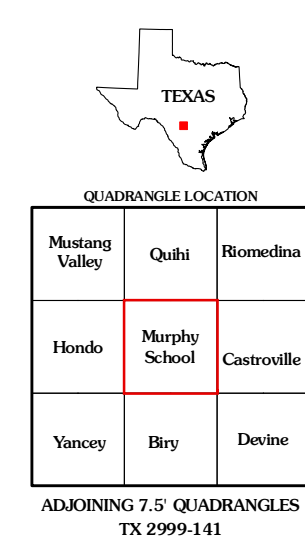 TEXAS
QUADRANGLE LOCATION
Mustang
Valley
Quihi
Riomedina
Hondo
Murphy
School
Castroville
Yancey
Biry
Devine
ADJOINING 7.5' QUADRANGLES
TX 2999-141